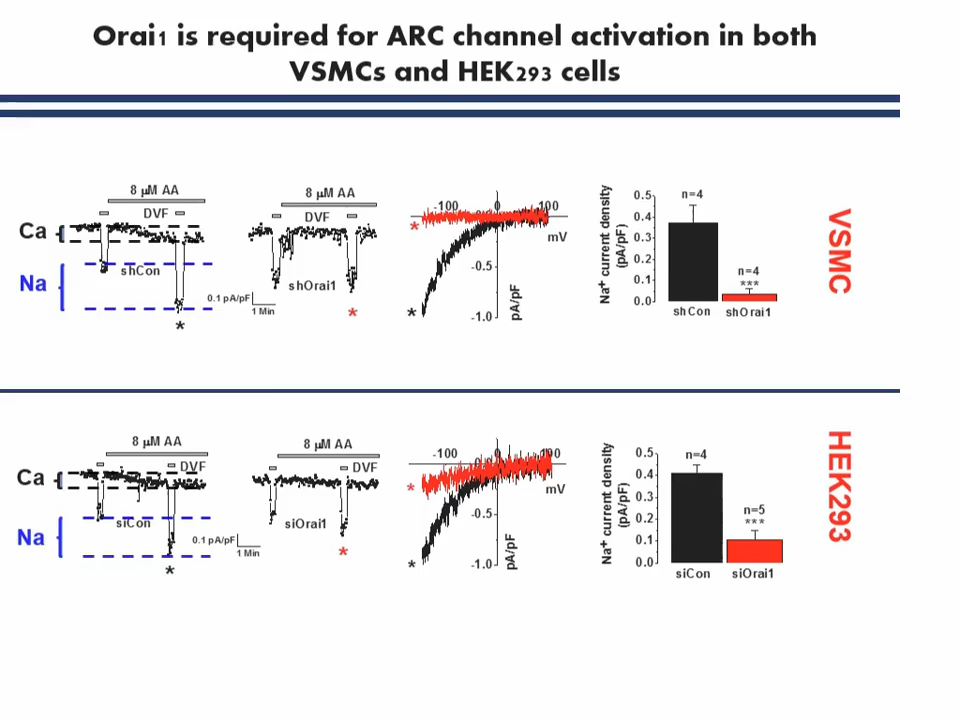 Orai1 is required for ARC channel activation in both
VSMCs and HEK293 cells
8 µM AA
DVF
Ca
Na
shCon
*
8 µM AA
DVF
shOrai1
0.1 pA/pF
1 Min
*
-100 0 100
mV
-0.5
-1.0
pA/pF
*
*
Na+ current density
(pA/pF)
0.5
0.4
0.3
0.2
0.1
0.0
n=4
n=4
***
shCon shOrai1
VSMC
8 µM AA
DVF
Ca
Na
siCon
*
8 µM AA
DVF
siOrai1
0.1 pA/pF
1 Min
*
-100 0 100
mV
-0.5
-1.0
pA/pF
*
*
Na+ current density
(pA/pF)
0.5
0.4
0.3
0.2
0.1
0.0
n=4
n=5
***
siCon siOrai1
HEK293